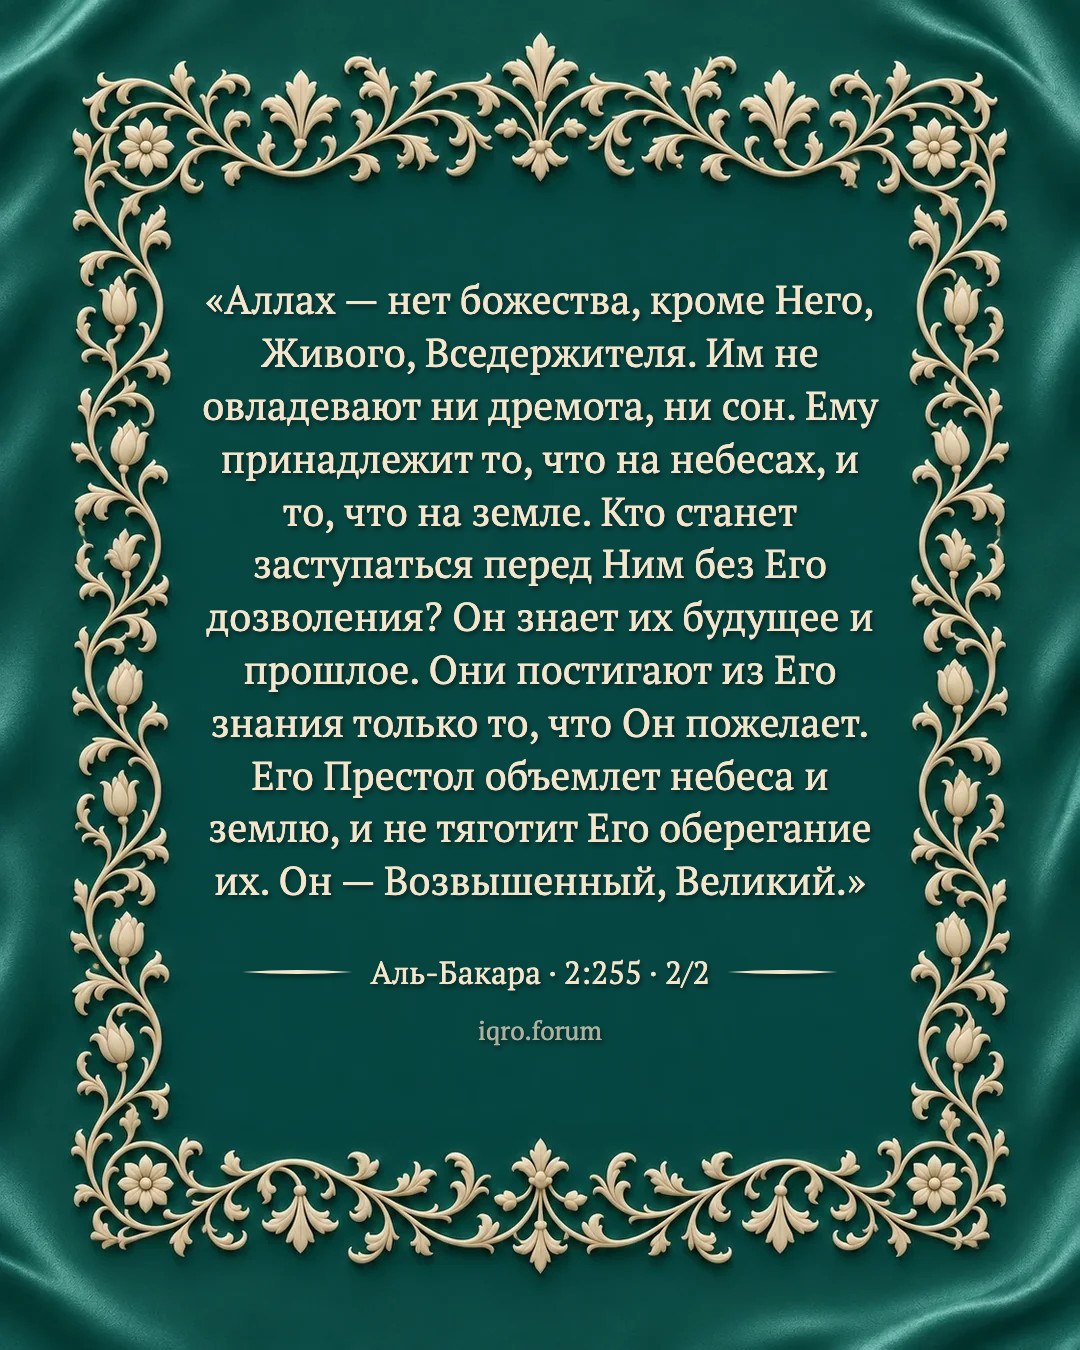 «Аллах — нет божества, кроме Него,
Живого, Вседержителя. Им не
овладевают ни дремота, ни сон. Ему
принадлежит то, что на небесах, и
то, что на земле. Кто станет
заступаться перед Ним без Его
дозволения? Он знает их будущее и
прошлое. Они постигают из Его
знания только то, что Он пожелает.
Его Престол объемлет небеса и
землю, и не тяготит Его оберегание
их. Он — Возвышенный, Великий.»
Аль-Бакара · 2:255 · 2/2
iqro.forum